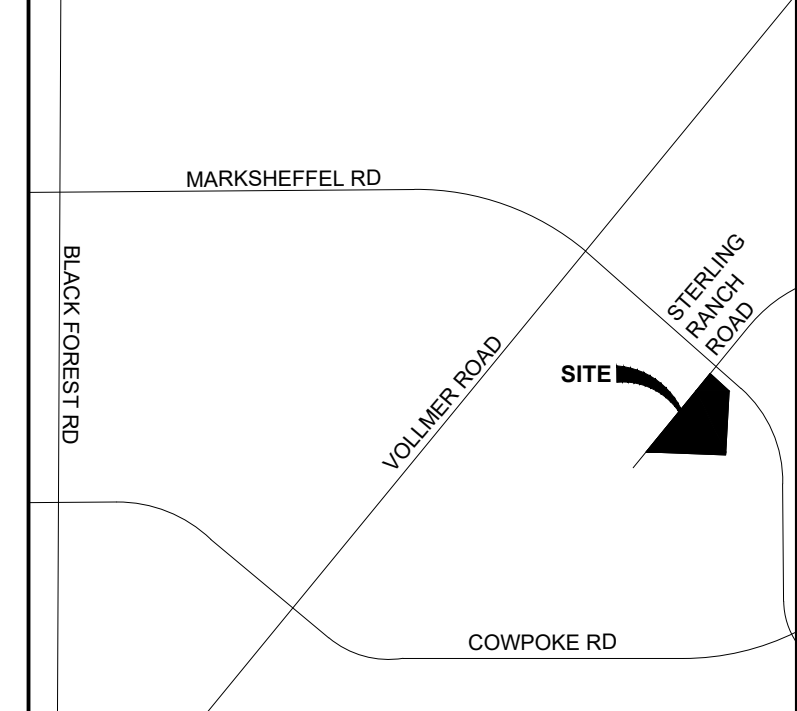 MARKSHEFFEL RD
BLACK FOREST RD
STERLING
RANCH
ROAD
VOLLMER ROAD
SITE
COWPOKE RD